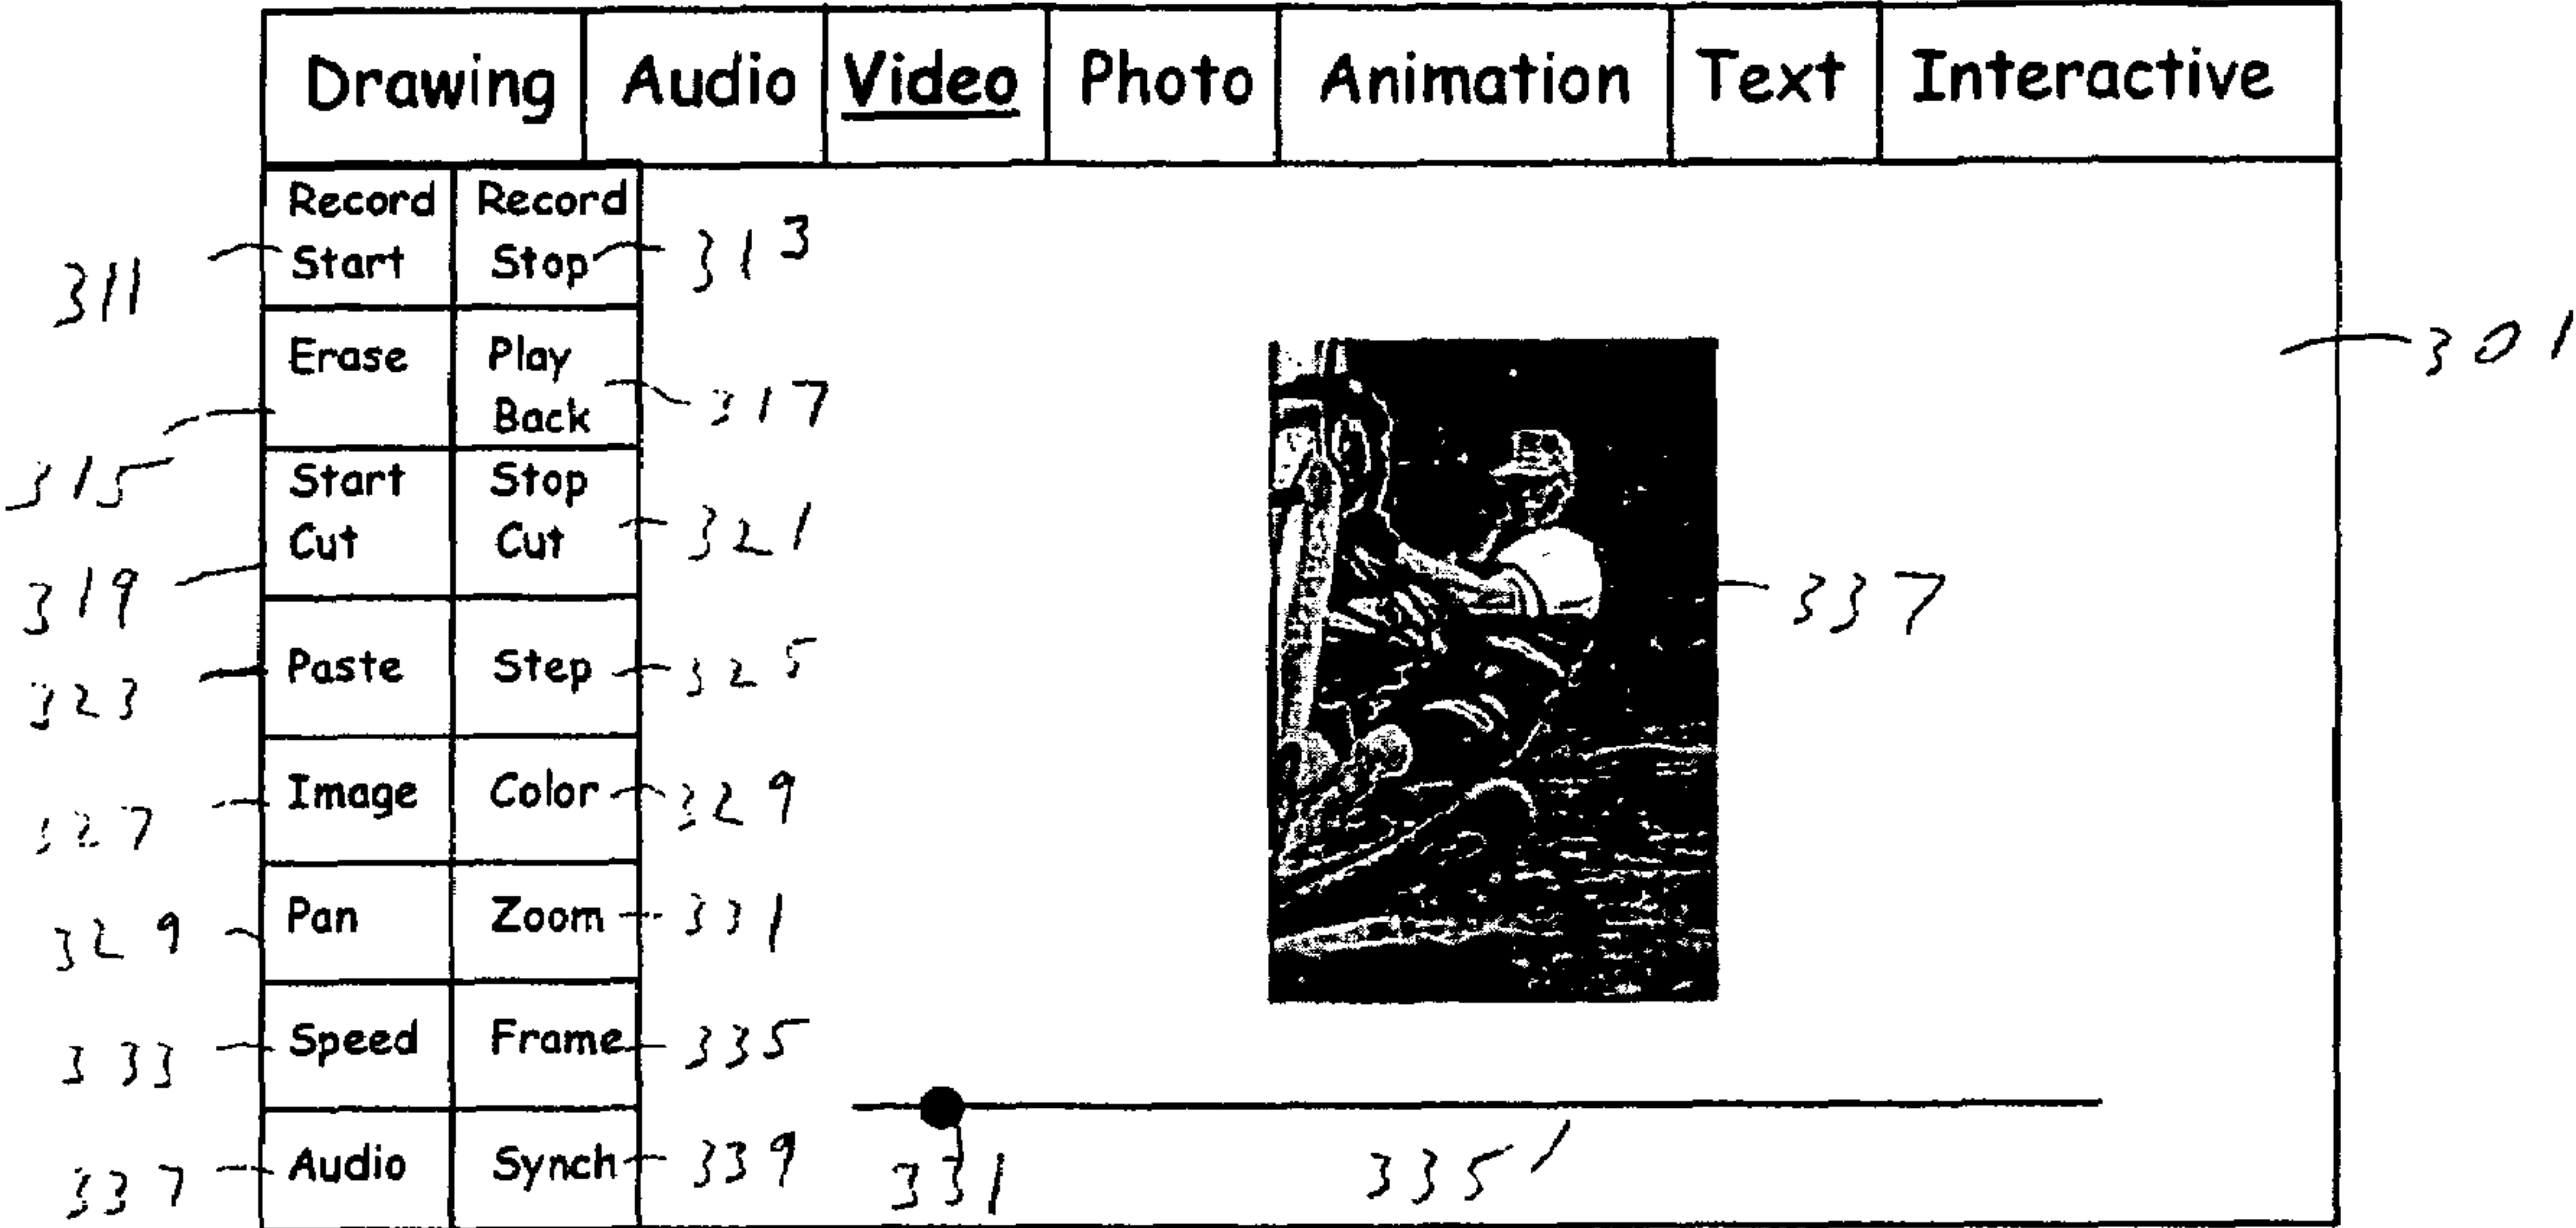 Drawing Audio Video Photo Animation Text Interactive
Record Start Record Stop
311 313
301
Erase Play Back
315 317
Start Cut Stop Cut
319 321
337
Paste Step
323 325
Image Color
327 329
Pan Zoom
329 331
Speed Frame
333 335
Audio Synch
337 339
331 335'